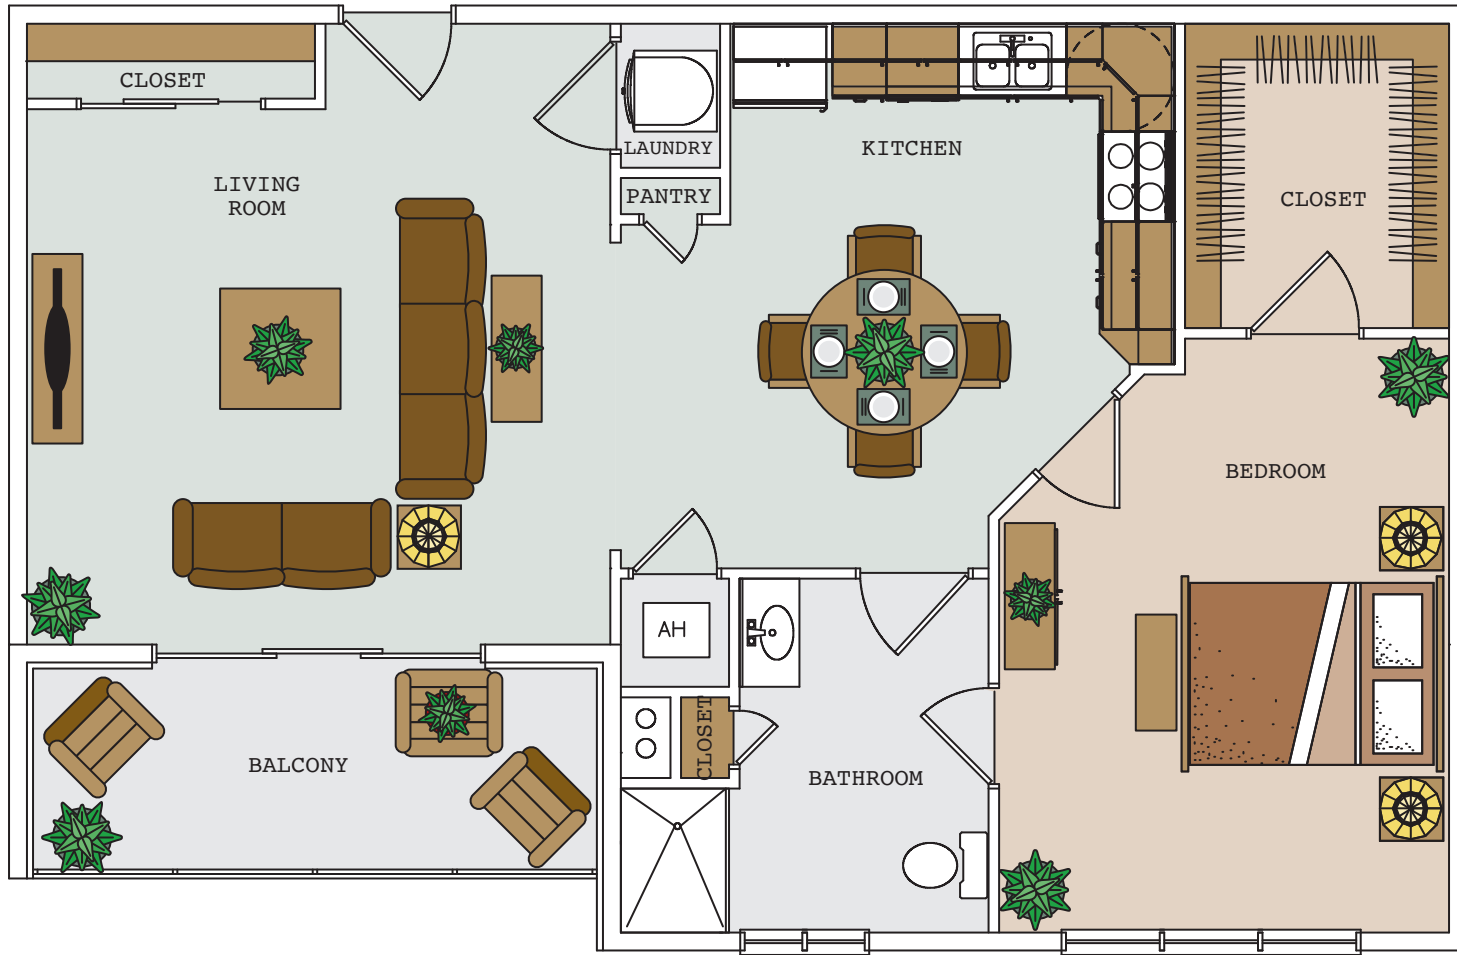 CLOSET
LAUNDRY
KITCHEN
LIVING
ROOM
PANTRY
CLOSET
BEDROOM
AH
CLOSET
BALCONY
BATHROOM